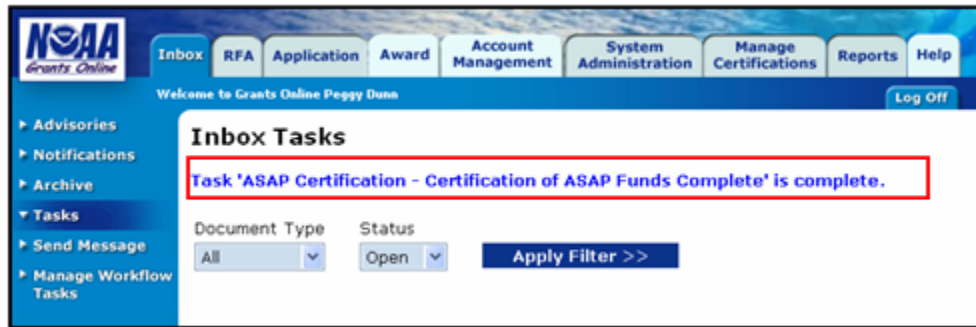 NOAA
Grants Online
Inbox
RFA
Application
Award
Account
Management
System
Administration
Manage
Certifications
Reports
Help
Welcome to Grants Online Peggy Dunn
Log Off
Advisories
Notifications
Archive
Tasks
Send Message
Manage Workflow
Tasks
Inbox Tasks
Task 'ASAP Certification - Certification of ASAP Funds Complete' is complete.
Document Type
Status
All
Open
Apply Filter >>